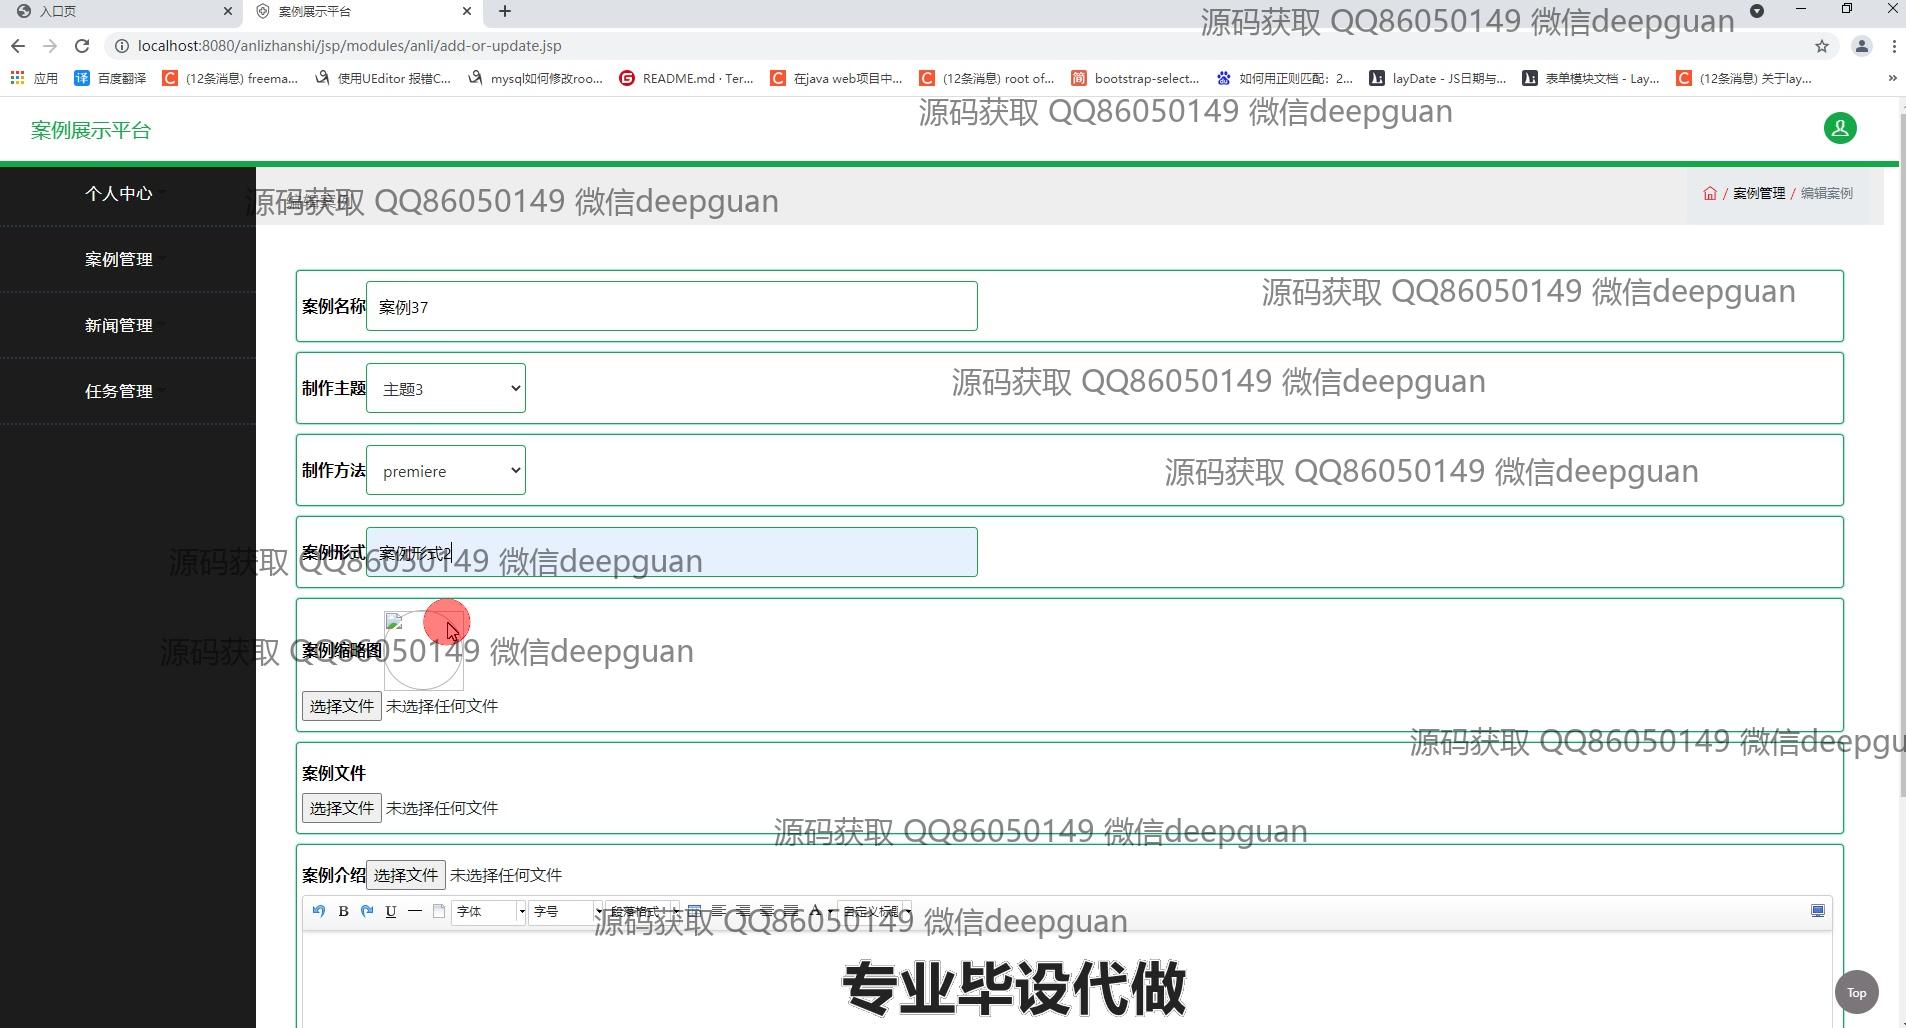 入口页
案例展示平台
源码获取 QQ86050149 微信deepguan
localhost:8080/anlizhanshi/jsp/modules/anli/add-or-update.jsp
应用 百度翻译 (12条消息) freema... 使用UEditor 报错C... mysql如何修改roo... README.md · Ter... 在java web项目中... (12条消息) root of... bootstrap-select... 如何用正则匹配：2... layDate - JS日期与... 表单模块文档 - Lay... (12条消息) 关于lay...
源码获取 QQ86050149 微信deepguan
案例展示平台
个人中心
源码获取 QQ86050149 微信deepguan
编辑案例
/ 案例管理 / 编辑案例
案例管理
新闻管理
任务管理
案例名称 案例37
源码获取 QQ86050149 微信deepguan
制作主题 主题3
源码获取 QQ86050149 微信deepguan
制作方法 premiere
源码获取 QQ86050149 微信deepguan
案例形式 案例形式2
源码获取 QQ86050149 微信deepguan
案例缩略图
源码获取 QQ86050149 微信deepguan
选择文件 未选择任何文件
源码获取 QQ86050149 微信deepgu
案例文件
选择文件 未选择任何文件
源码获取 QQ86050149 微信deepguan
案例介绍 选择文件 未选择任何文件
B U 字体 字号 段落格式 A 自定义标题
源码获取 QQ86050149 微信deepguan
专业毕设代做
Top